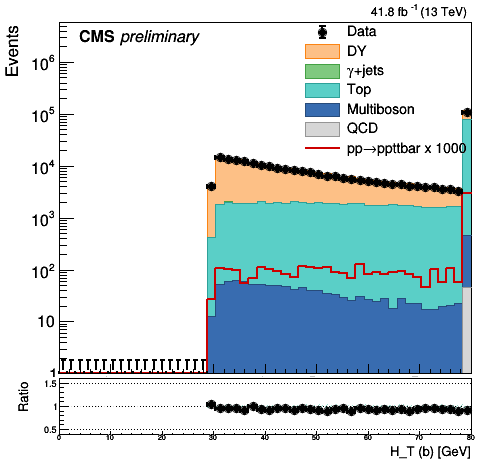 41.8 fb⁻¹ (13 TeV)
CMS preliminary
Events
Data
DY
γ+jets
Top
Multiboson
QCD
pp→ppttbar x 1000
10⁶
10⁵
10⁴
10³
10²
10
1
Ratio
1.5
1
0.5
0 10 20 30 40 50 60 70 80
H_T (b) [GeV]